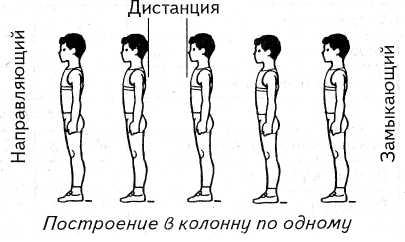 Дистанция
Направляющий
Замыкающий
Построение в колонну по одному